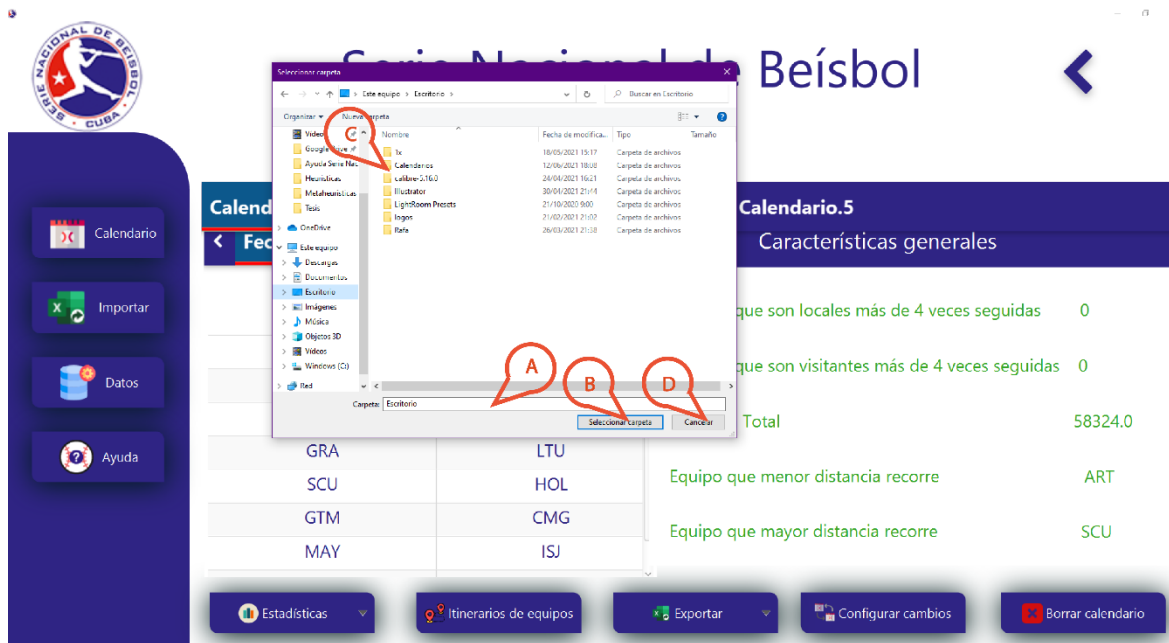 SERIE NACIONAL DE BEISBOL
CUBA
Serie Nacional de Beísbol
Seleccionar carpeta
Este equipo > Escritorio >
Buscar en Escritorio
Organizar
Nueva carpeta
C
Nombre
Fecha de modifica...
Tipo
Tamaño
Videos
Google Drive
Ayuda Serie Nac
Heurísticas
Metaheurísticas
Tesis
OneDrive
Este equipo
Descargas
Documentos
Escritorio
Imágenes
Música
Objetos 3D
Vídeos
Windows (C:)
Red
1x 18/05/2021 15:17 Carpeta de archivos
Calendarios 12/06/2021 18:08 Carpeta de archivos
calibre-5.16.0 24/04/2021 16:21 Carpeta de archivos
Illustrator 30/04/2021 21:44 Carpeta de archivos
LightRoom Presets 21/10/2020 9:00 Carpeta de archivos
logos 21/02/2021 21:02 Carpeta de archivos
Rafa 26/03/2021 21:38 Carpeta de archivos
A
B
D
Carpeta: Escritorio
Seleccionar carpeta
Cancelar
Calendario
Importar
Datos
Ayuda
Calend
Calendario.5
Fec
Características generales
que son locales más de 4 veces seguidas 0
que son visitantes más de 4 veces seguidas 0
Total 58324.0
Equipo que menor distancia recorre ART
Equipo que mayor distancia recorre SCU
GRA LTU
SCU HOL
GTM CMG
MAY ISJ
Estadísticas
Itinerarios de equipos
Exportar
Configurar cambios
Borrar calendario